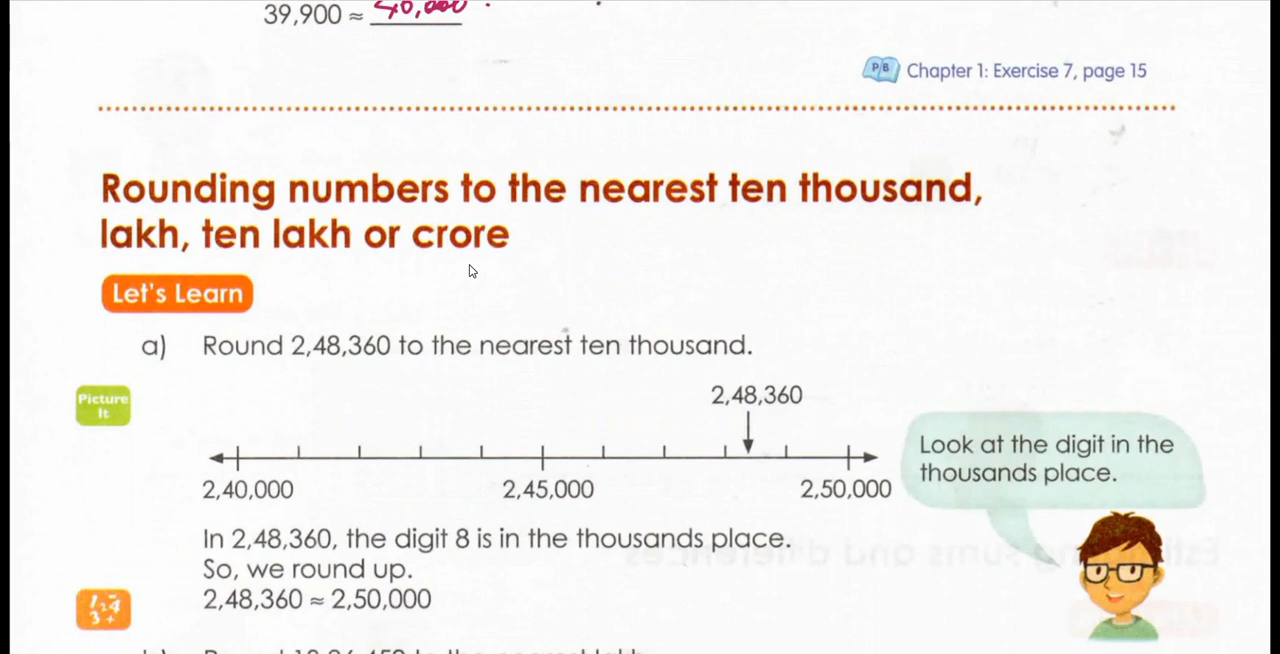 39,900 ≈ 40,000
PB Chapter 1: Exercise 7, page 15
Rounding numbers to the nearest ten thousand,
lakh, ten lakh or crore
Let's Learn
a) Round 2,48,360 to the nearest ten thousand.
Picture
It
2,48,360
2,40,000 2,45,000 2,50,000
Look at the digit in the
thousands place.
In 2,48,360, the digit 8 is in the thousands place.
So, we round up.
2,48,360 ≈ 2,50,000